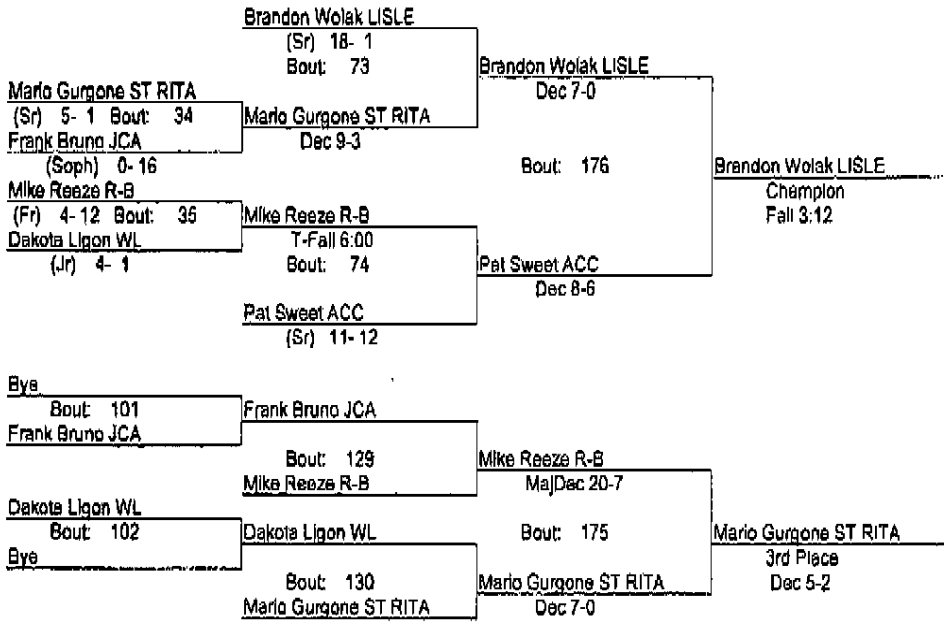 Brandon Wolak LISLE
(Sr) 18- 1
Bout: 73
Brandon Wolak LISLE
Dec 7-0
Mario Gurgone ST RITA
(Sr) 5- 1 Bout: 34
Mario Gurgone ST RITA
Frank Bruno JCA
Dec 9-3
(Soph) 0-16
Bout: 176
Brandon Wolak LISLE
Champion
Fall 3:12
Mike Reeze R-B
(Fr) 4-12 Bout: 35
Mike Reeze R-B
Dakota Ligon WL
T-Fall 6:00
(Jr) 4- 1
Bout: 74
Pat Sweet ACC
Dec 8-6
Pat Sweet ACC
(Sr) 11-12
Bye
Bout: 101
Frank Bruno JCA
Frank Bruno JCA
Bout: 129
Mike Reeze R-B
Mike Reeze R-B
MajDec 20-7
Dakota Ligon WL
Bout: 102
Dakota Ligon WL
Bout: 175
Mario Gurgone ST RITA
Bye
3rd Place
Bout: 130
Mario Gurgone ST RITA
Dec 5-2
Mario Gurgone ST RITA
Dec 7-0